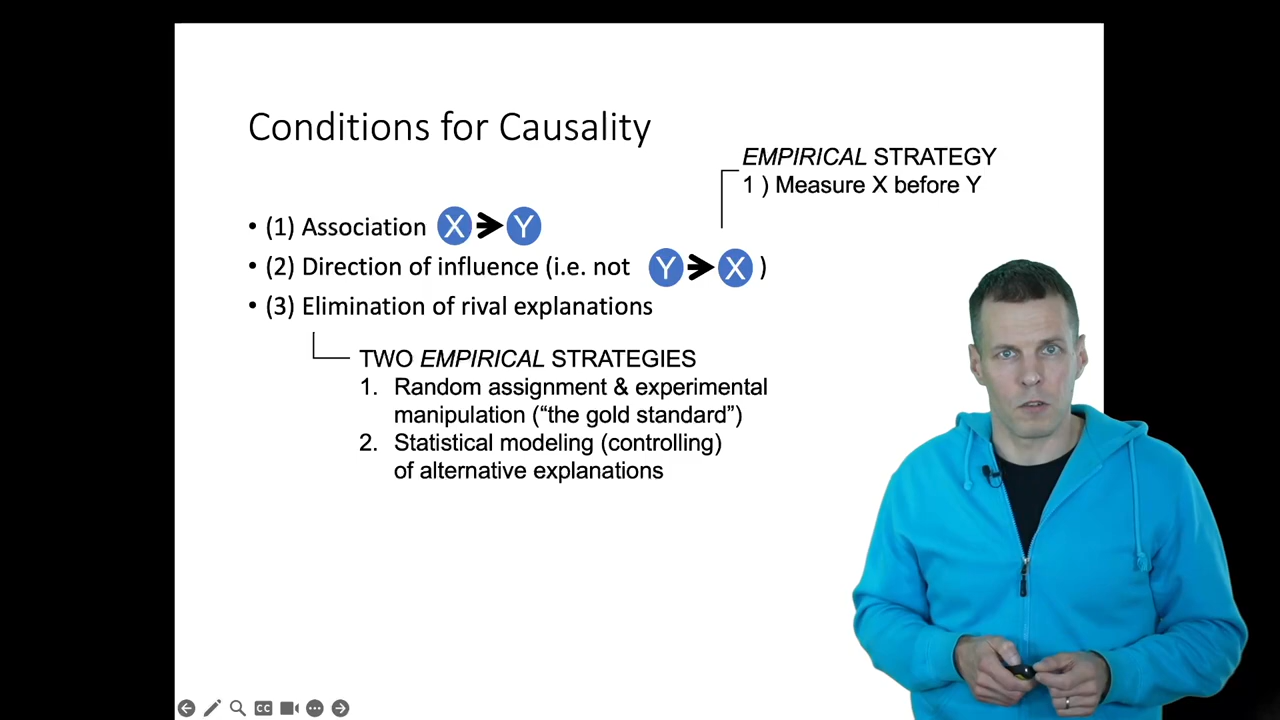 Conditions for Causality
EMPIRICAL STRATEGY
1 ) Measure X before Y
• (1) Association X Y
• (2) Direction of influence (i.e. not Y X )
• (3) Elimination of rival explanations
TWO EMPIRICAL STRATEGIES
1. Random assignment & experimental
manipulation (“the gold standard”)
2. Statistical modeling (controlling)
of alternative explanations
CC